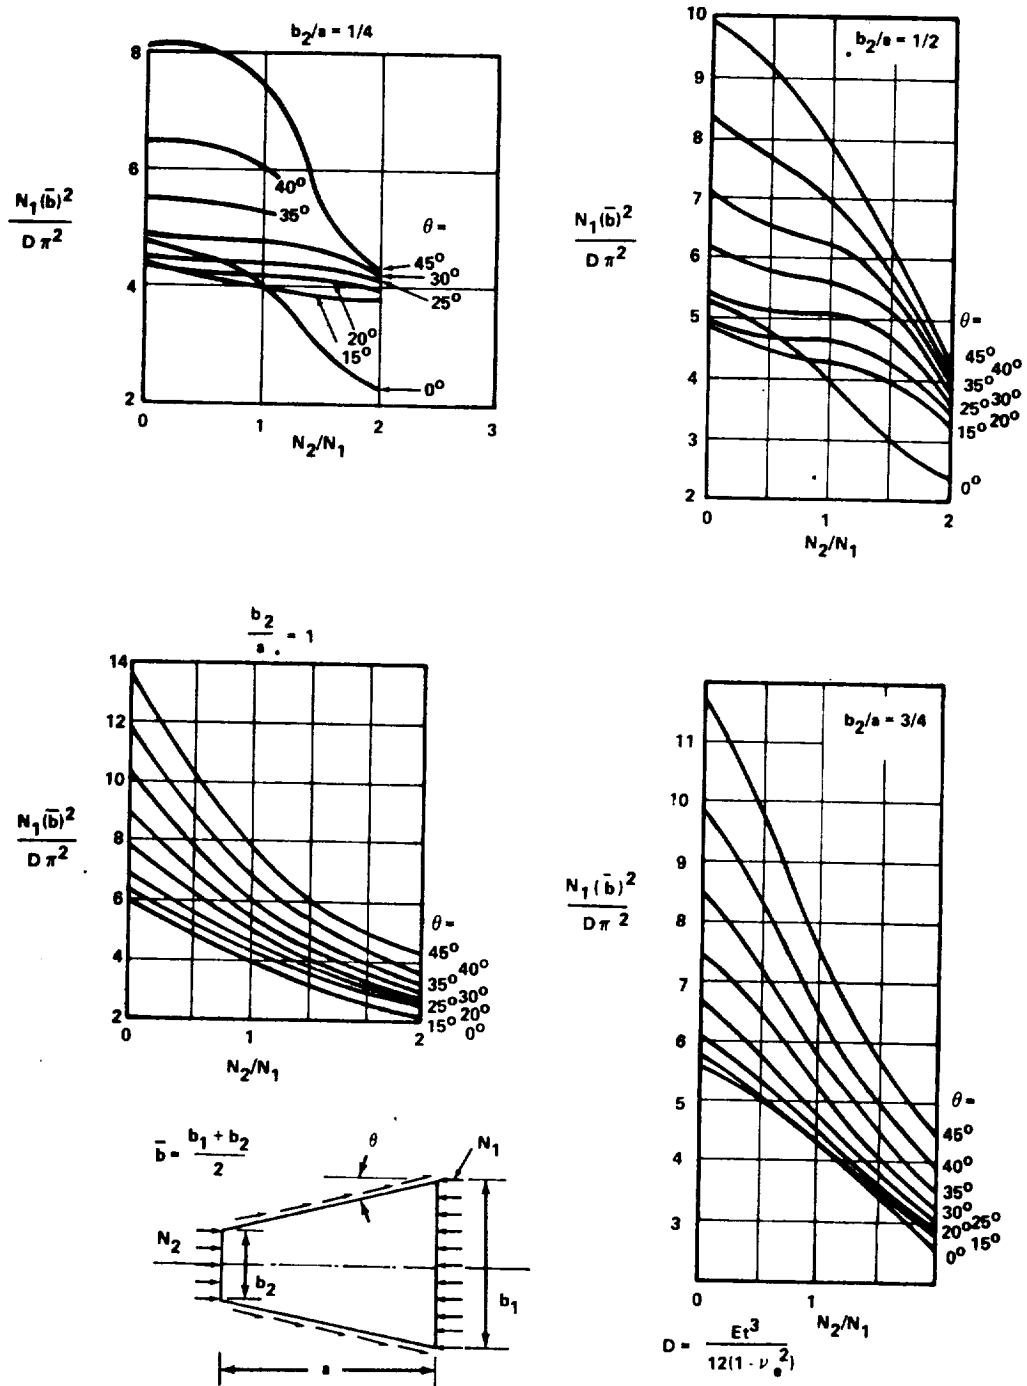 b₂/a = 1/4
8
6
4
2
N₁(b̄)²
D π²
40°
35°
θ =
45°
30°
25°
20°
15°
0°
0 1 2 3
N₂/N₁
b₂/a = 1/2
10
9
8
7
6
5
4
3
2
N₁(b̄)²
D π²
θ =
45° 40°
35°
25° 30°
15° 20°
0°
0 1 2
N₂/N₁
b₂
a = 1
14
12
10
8
6
4
2
N₁(b̄)²
D π²
θ =
45°
40°
35°
30°
25°
20°
15° 0°
0 1 2
N₂/N₁
b₂/a = 3/4
11
10
9
8
7
6
5
4
3
N₁(b̄)²
D π²
θ =
45°
40°
35°
30°
25°
20°
15°
0°
0 1
N₂/N₁
b̄ = b₁ + b₂
2
θ
N₁
N₂
b₂
b₁
a
D = Et³
12(1 - νₑ²)